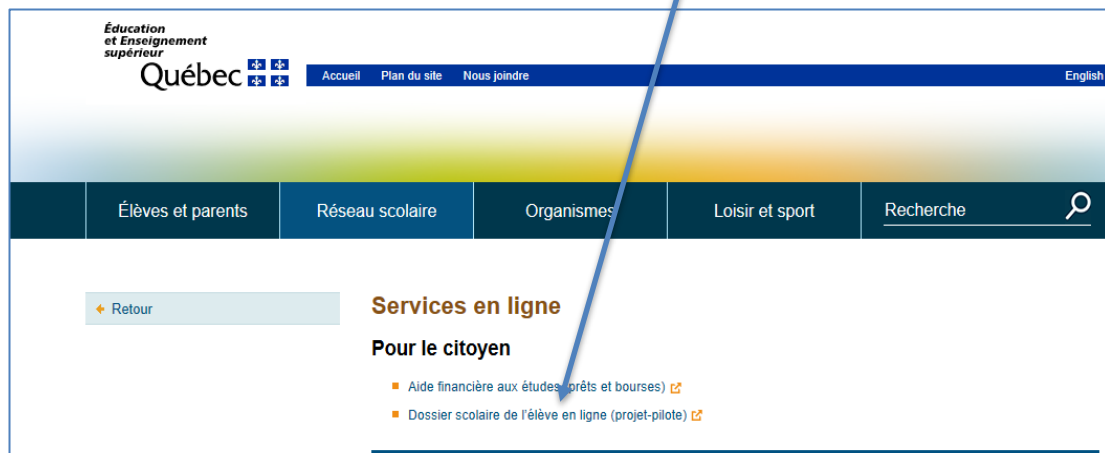 Éducation
et Enseignement
supérieur
Québec
Accueil Plan du site Nous joindre English
Élèves et parents Réseau scolaire Organismes Loisir et sport Recherche
Retour
Services en ligne
Pour le citoyen
Aide financière aux études (prêts et bourses)
Dossier scolaire de l'élève en ligne (projet-pilote)